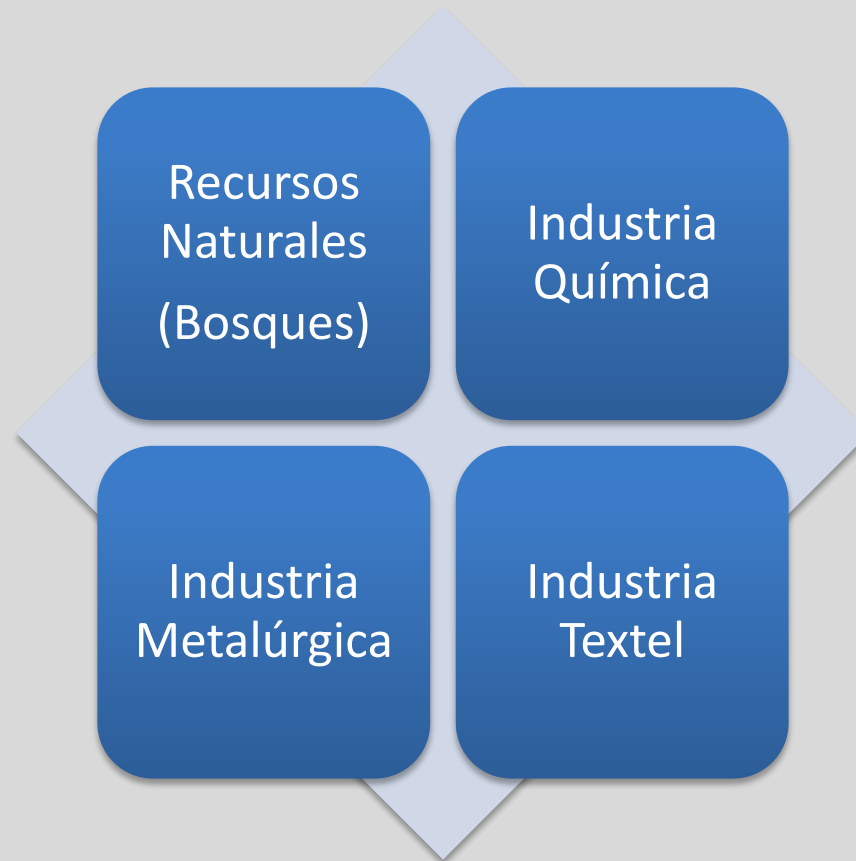 Recursos
Naturales
(Bosques)
Industria
Química
Industria
Metalúrgica
Industria
Textel